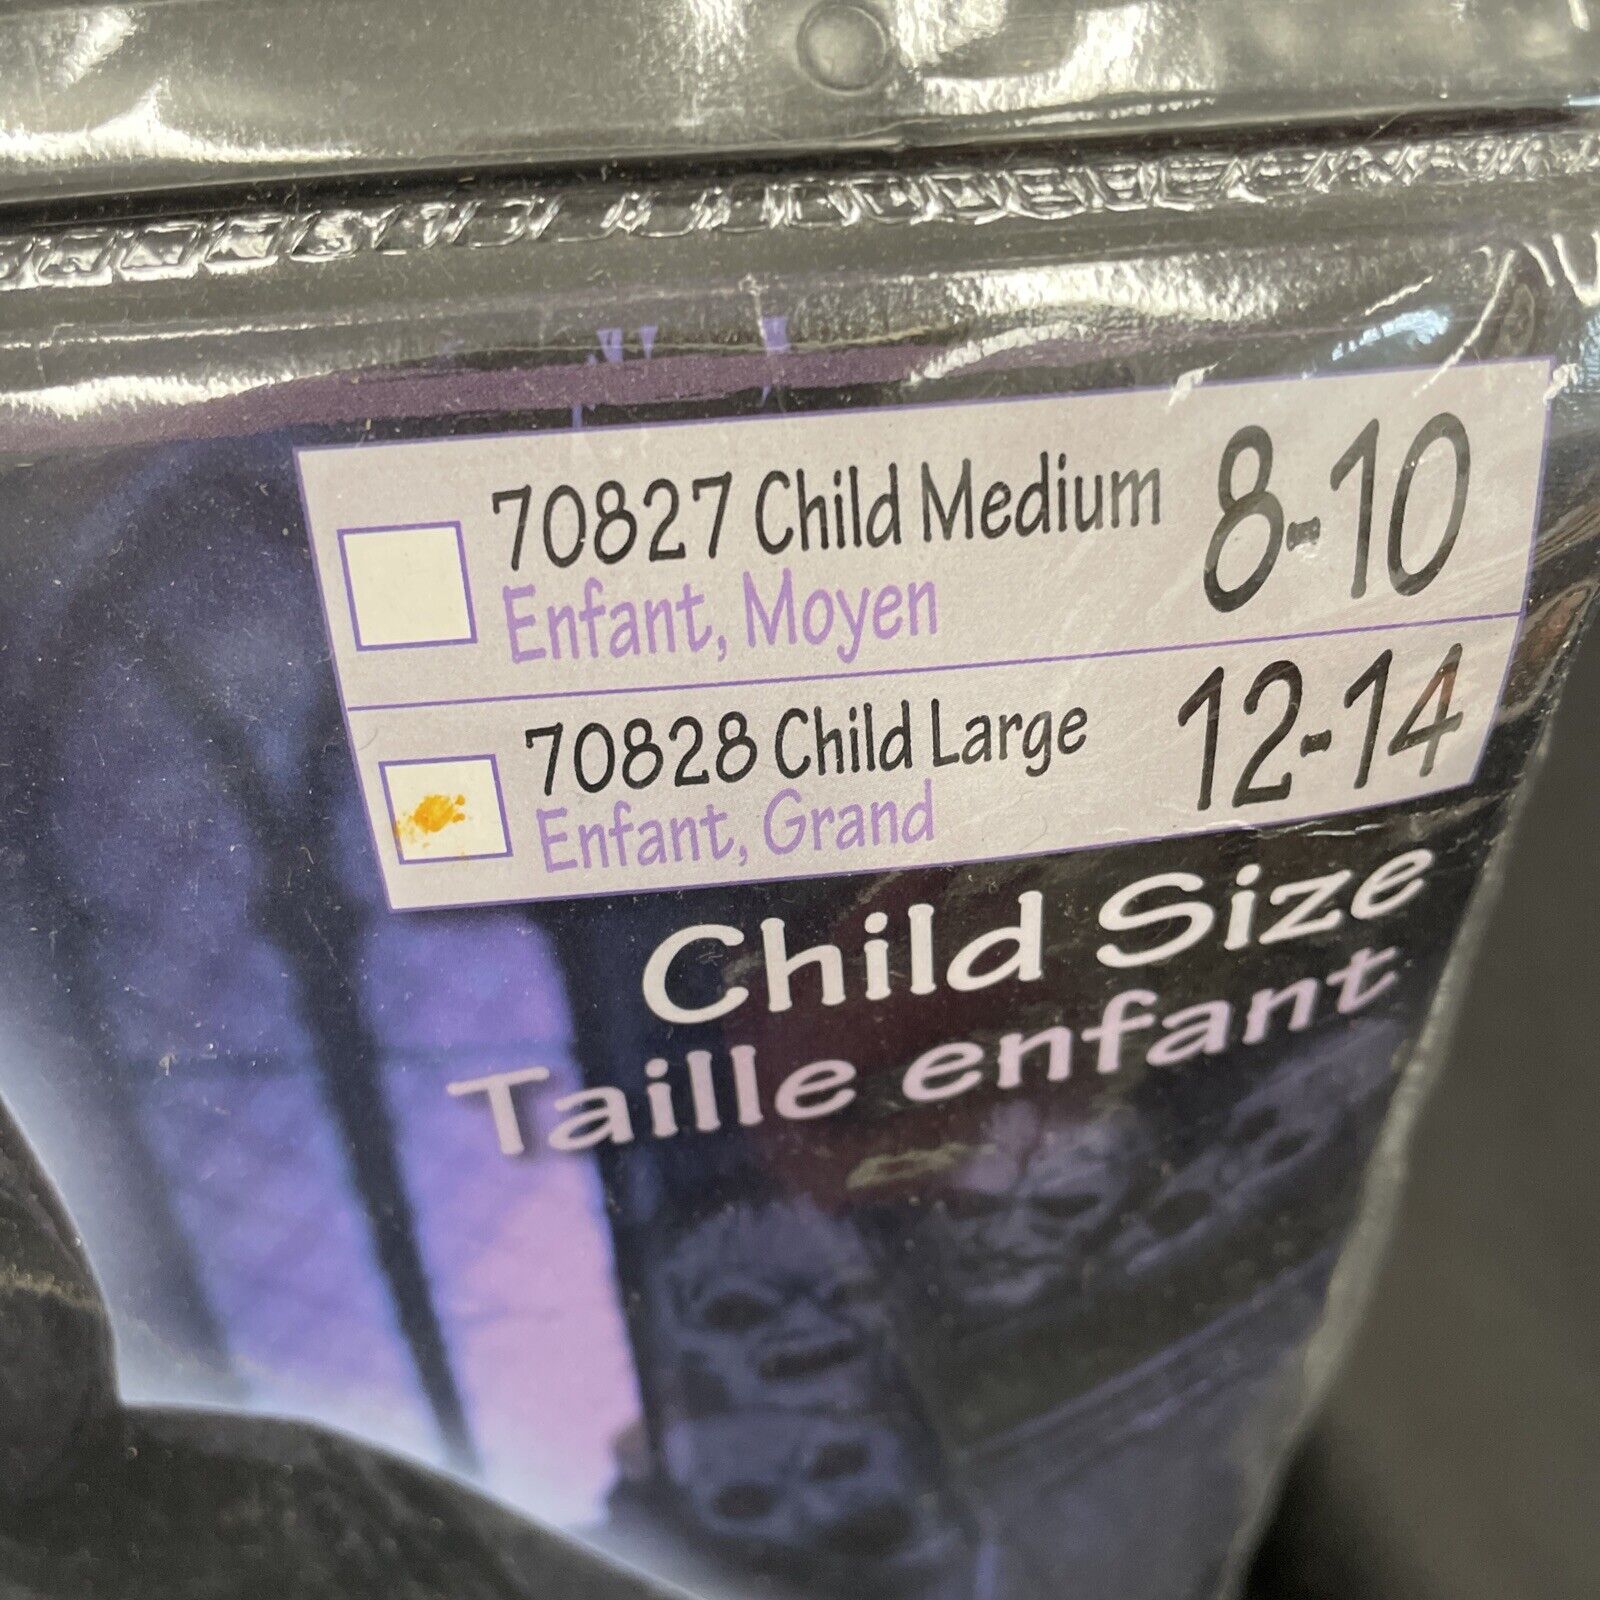 70827 Child Medium 8-10
Enfant, Moyen
70828 Child Large 12-14
Enfant, Grand
Child Size
Taille enfant